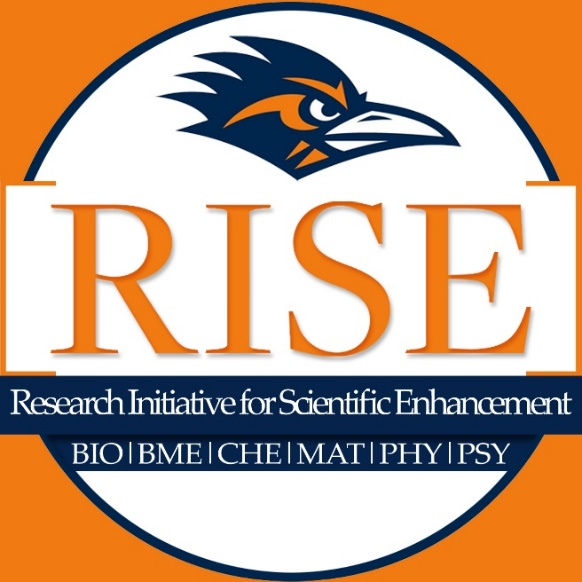 RISE
Research Initiative for Scientific Enhancement
BIO|BME|CHE|MAT|PHY|PSY